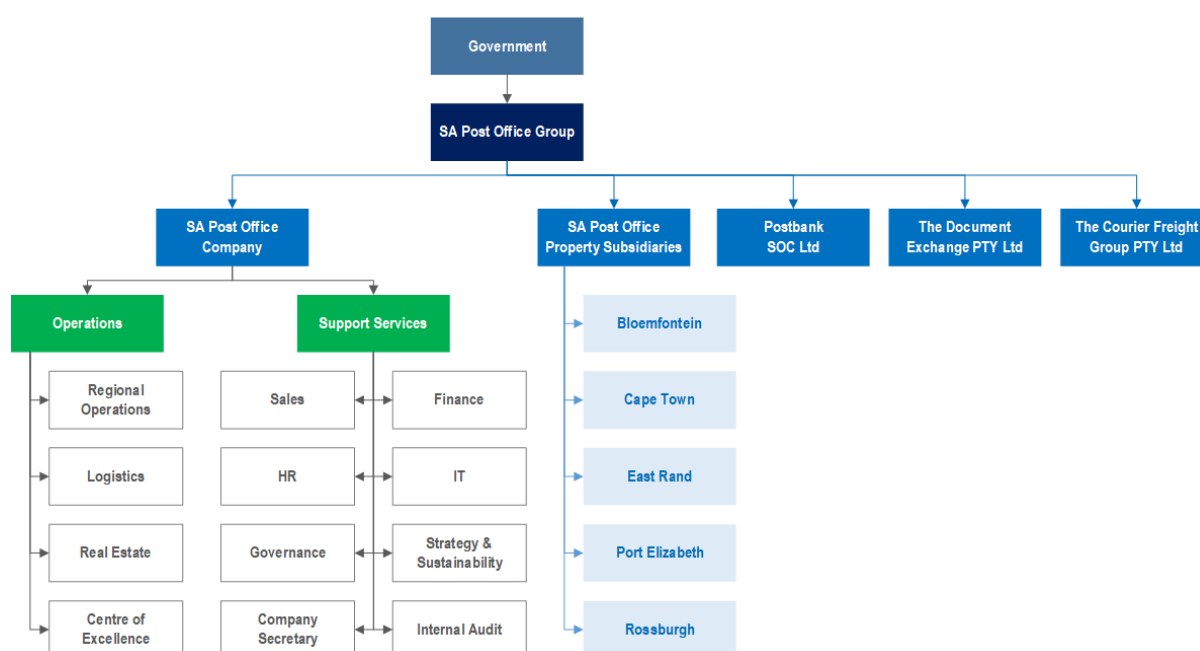 Government
SA Post Office Group
SA Post Office
Company
SA Post Office
Property Subsidiaries
Postbank
SOC Ltd
The Document
Exchange PTY Ltd
The Courier Freight
Group PTY Ltd
Operations
Support Services
Bloemfontein
Regional
Operations
Sales
Finance
Cape Town
Logistics
HR
IT
East Rand
Real Estate
Governance
Strategy &
Sustainability
Port Elizabeth
Centre of
Excellence
Company
Secretary
Internal Audit
Rossburgh